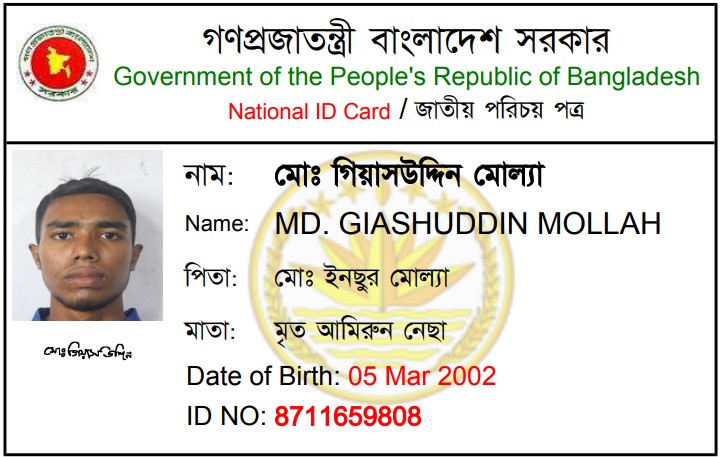 গণপ্রজাতন্ত্রী বাংলাদেশ সরকার
Government of the People's Republic of Bangladesh
National ID Card / জাতীয় পরিচয় পত্র
নাম: মোঃ গিয়াসউদ্দিন মোল্যা
Name: MD. GIASHUDDIN MOLLAH
পিতা: মোঃ ইনছুর মোল্যা
মাতা: মৃত আমিরুন নেছা
মোঃ গিয়াস উদ্দিন
Date of Birth: 05 Mar 2002
ID NO: 8711659808